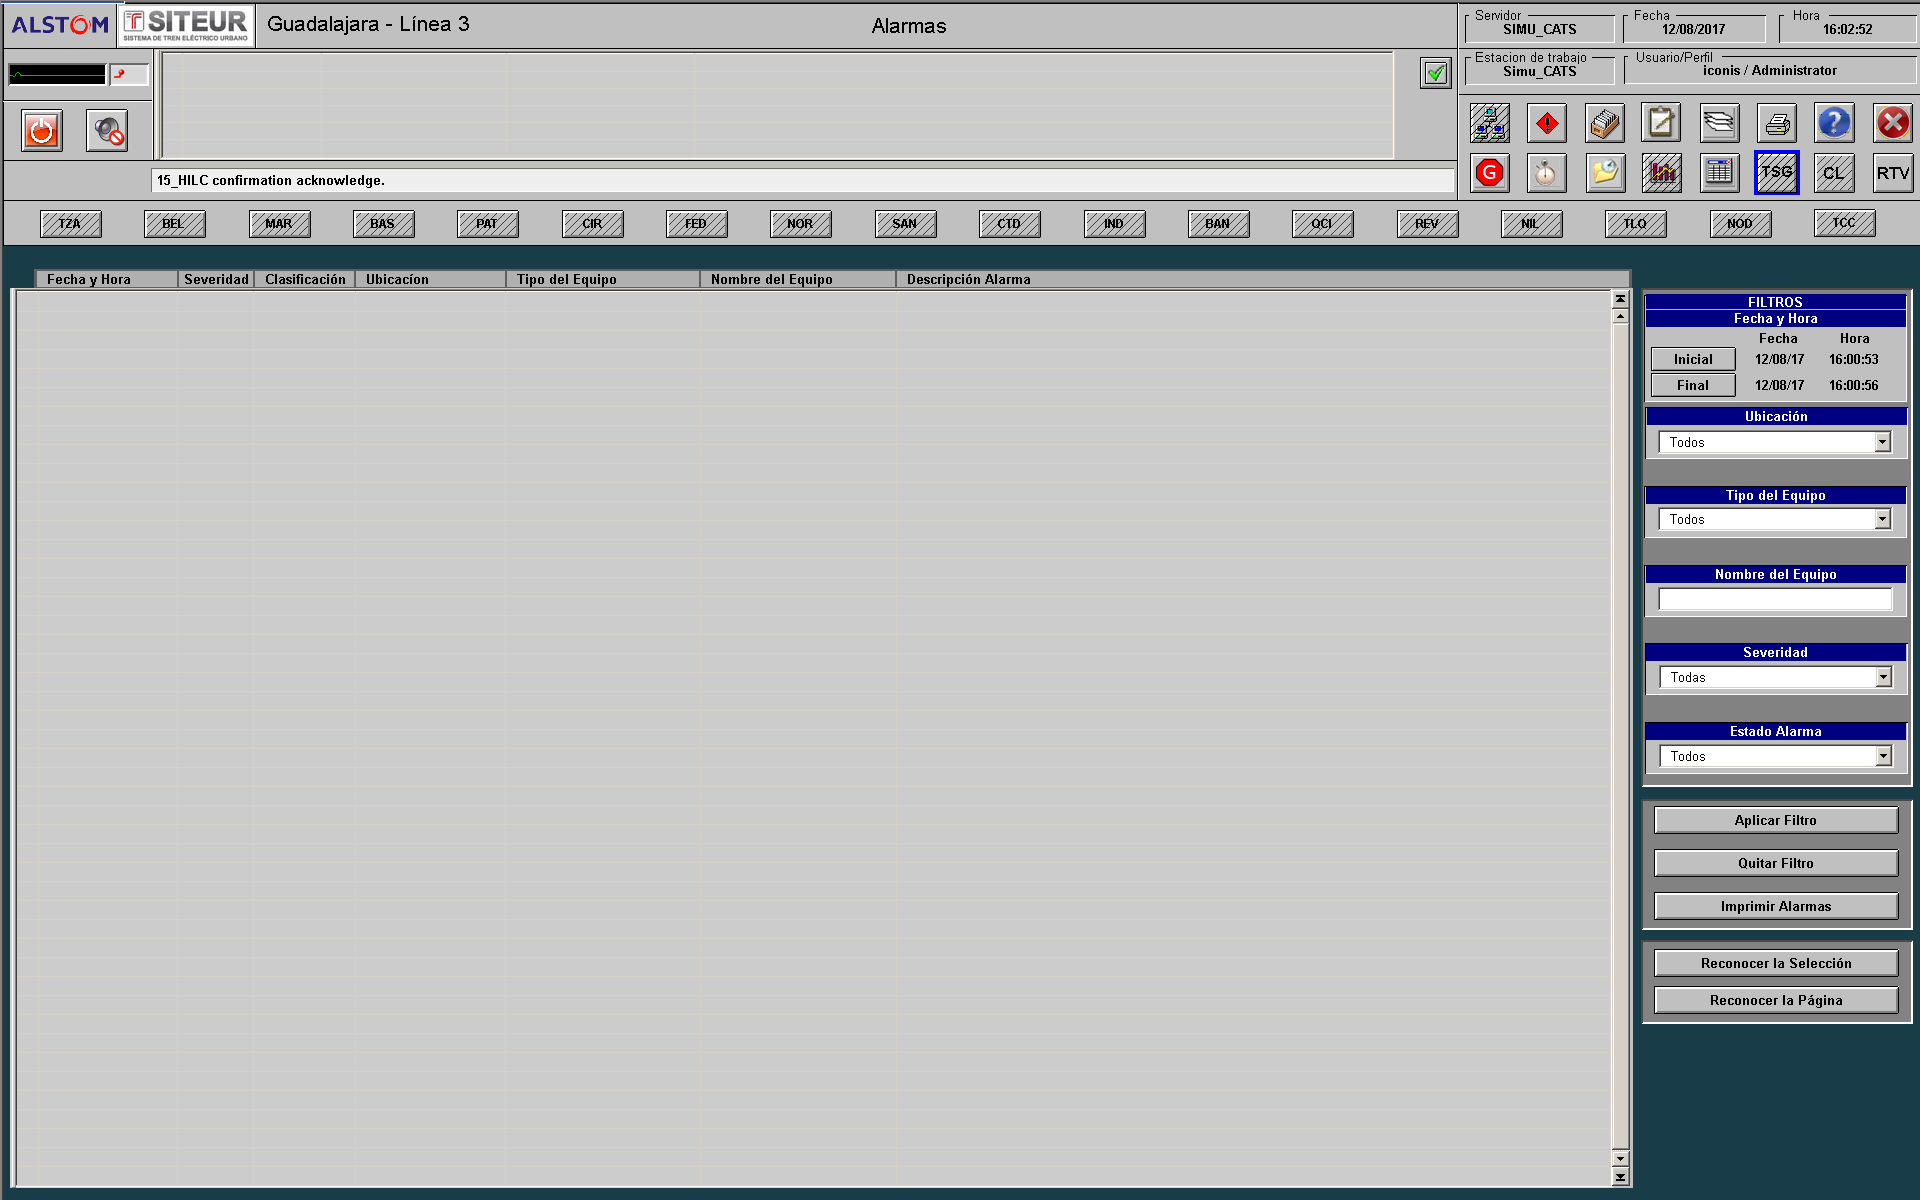 ALSTOM
SITEUR
SISTEMA DE TREN ELÉCTRICO URBANO
Guadalajara - Línea 3
Alarmas
Servidor
SIMU_CATS
Fecha
12/08/2017
Hora
16:02:52
Estacion de trabajo
Simu_CATS
Usuario/Perfil
iconis / Administrator
G
TSG
CL
RTV
15_HILC confirmation acknowledge.
TZA
BEL
MAR
BAS
PAT
CIR
FED
NOR
SAN
CTD
IND
BAN
QCI
REV
NIL
TLQ
NOD
TCC
Fecha y Hora
Severidad
Clasificación
Ubicacíon
Tipo del Equipo
Nombre del Equipo
Descripción Alarma
FILTROS
Fecha y Hora
Fecha Hora
Inicial 12/08/17 16:00:53
Final 12/08/17 16:00:56
Ubicación
Todos
Tipo del Equipo
Todos
Nombre del Equipo
Severidad
Todas
Estado Alarma
Todos
Aplicar Filtro
Quitar Filtro
Imprimir Alarmas
Reconocer la Selección
Reconocer la Página